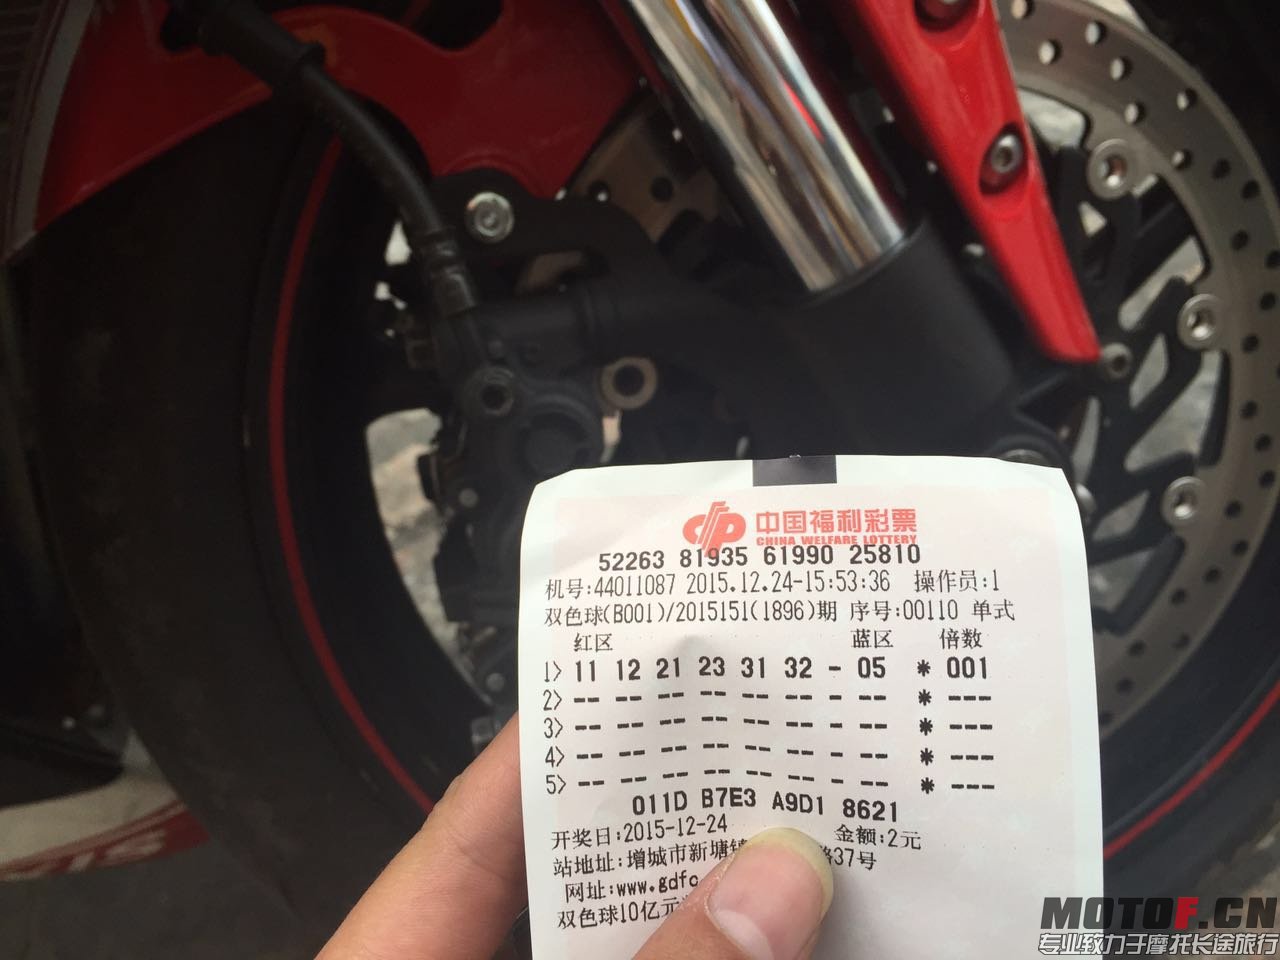 中国福利彩票
CHINA WELFARE LOTTERY
52263 81935 61990 25810
机号:44011087 2015.12.24-15:53:36 操作员:1
双色球(B001)/2015151(1896)期 序号:00110 单式
红区 蓝区 倍数
1> 11 12 21 23 31 32 - 05 * 001
2> -- -- -- -- -- -- - -- * ---
3> -- -- -- -- -- -- - -- * ---
4> -- -- -- -- -- -- - -- * ---
5> -- -- -- -- -- -- - -- * ---
011D B7E3 A9D1 8621
开奖日:2015-12-24 金额:2元
站地址:增城市新塘镇 路37号
网址:www.gdfc
双色球10亿元
MOTOF.CN
专业致力于摩托长途旅行